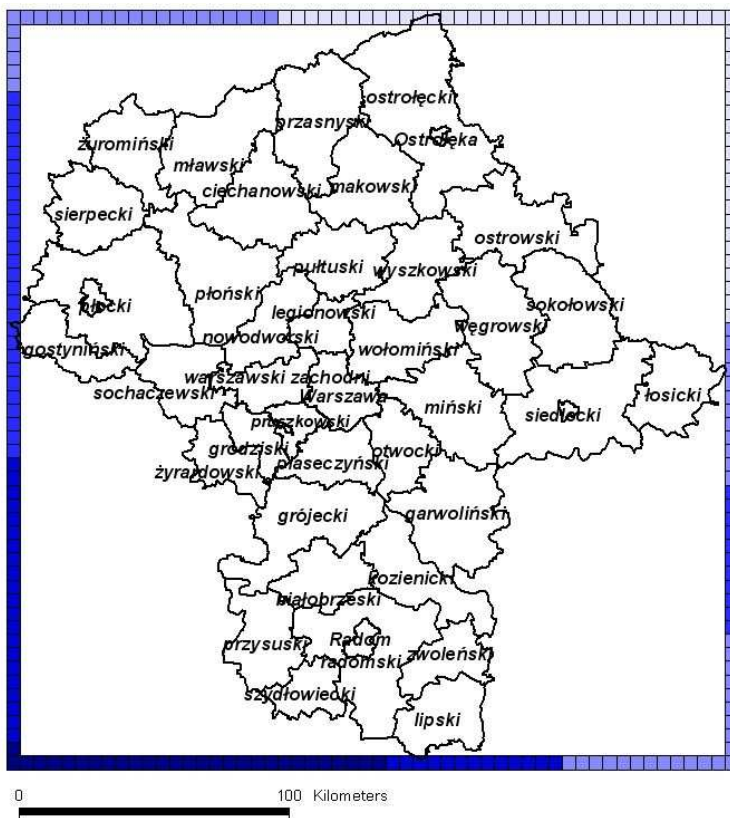 ostrołęcki
przasnyski
Ostrołęka
żuromiński
mławski
ciechanowski
makowski
sierpecki
ostrowski
pułtuski
wyszkowski
płoński
płocki
sokołowski
legionowski
węgrowski
nowodworski
gostyniński
wołomiński
warszawski zachodni
sochaczewski
Warszawa
łosicki
miński
siedlecki
pruszkowski
grodziski
otwocki
piaseczyński
żyrardowski
grójecki
garwoliński
kozienicki
białobrzeski
Radom
przysuski
zwoleński
radomski
szydłowiecki
lipski
0 100 Kilometers